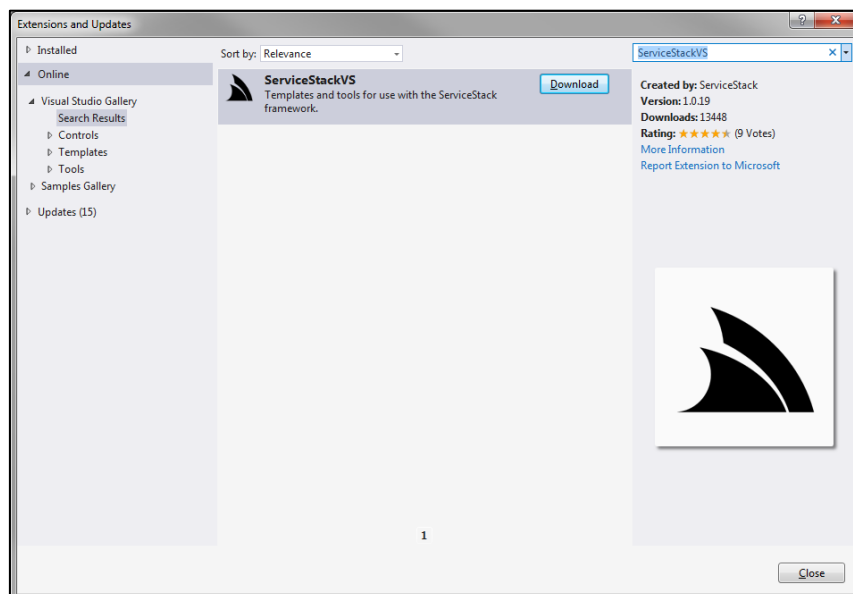 Extensions and Updates
?
Installed
Online
Visual Studio Gallery
Search Results
Controls
Templates
Tools
Samples Gallery
Updates (15)
Sort by: Relevance
ServiceStackVS
Templates and tools for use with the ServiceStack
framework.
Download
1
ServiceStackVS
Created by: ServiceStack
Version: 1.0.19
Downloads: 13448
Rating: (9 Votes)
More Information
Report Extension to Microsoft
Close